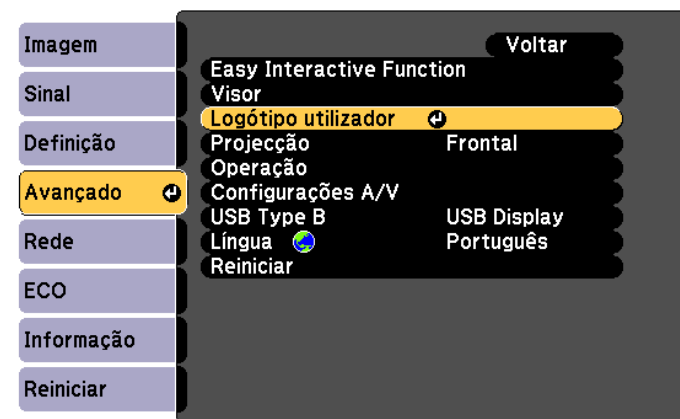 Imagem
Sinal
Definição
Avançado
Rede
ECO
Informação
Reiniciar
Voltar
Easy Interactive Function
Visor
Logótipo utilizador
Projecção Frontal
Operação
Configurações A/V
USB Type B USB Display
Língua Português
Reiniciar